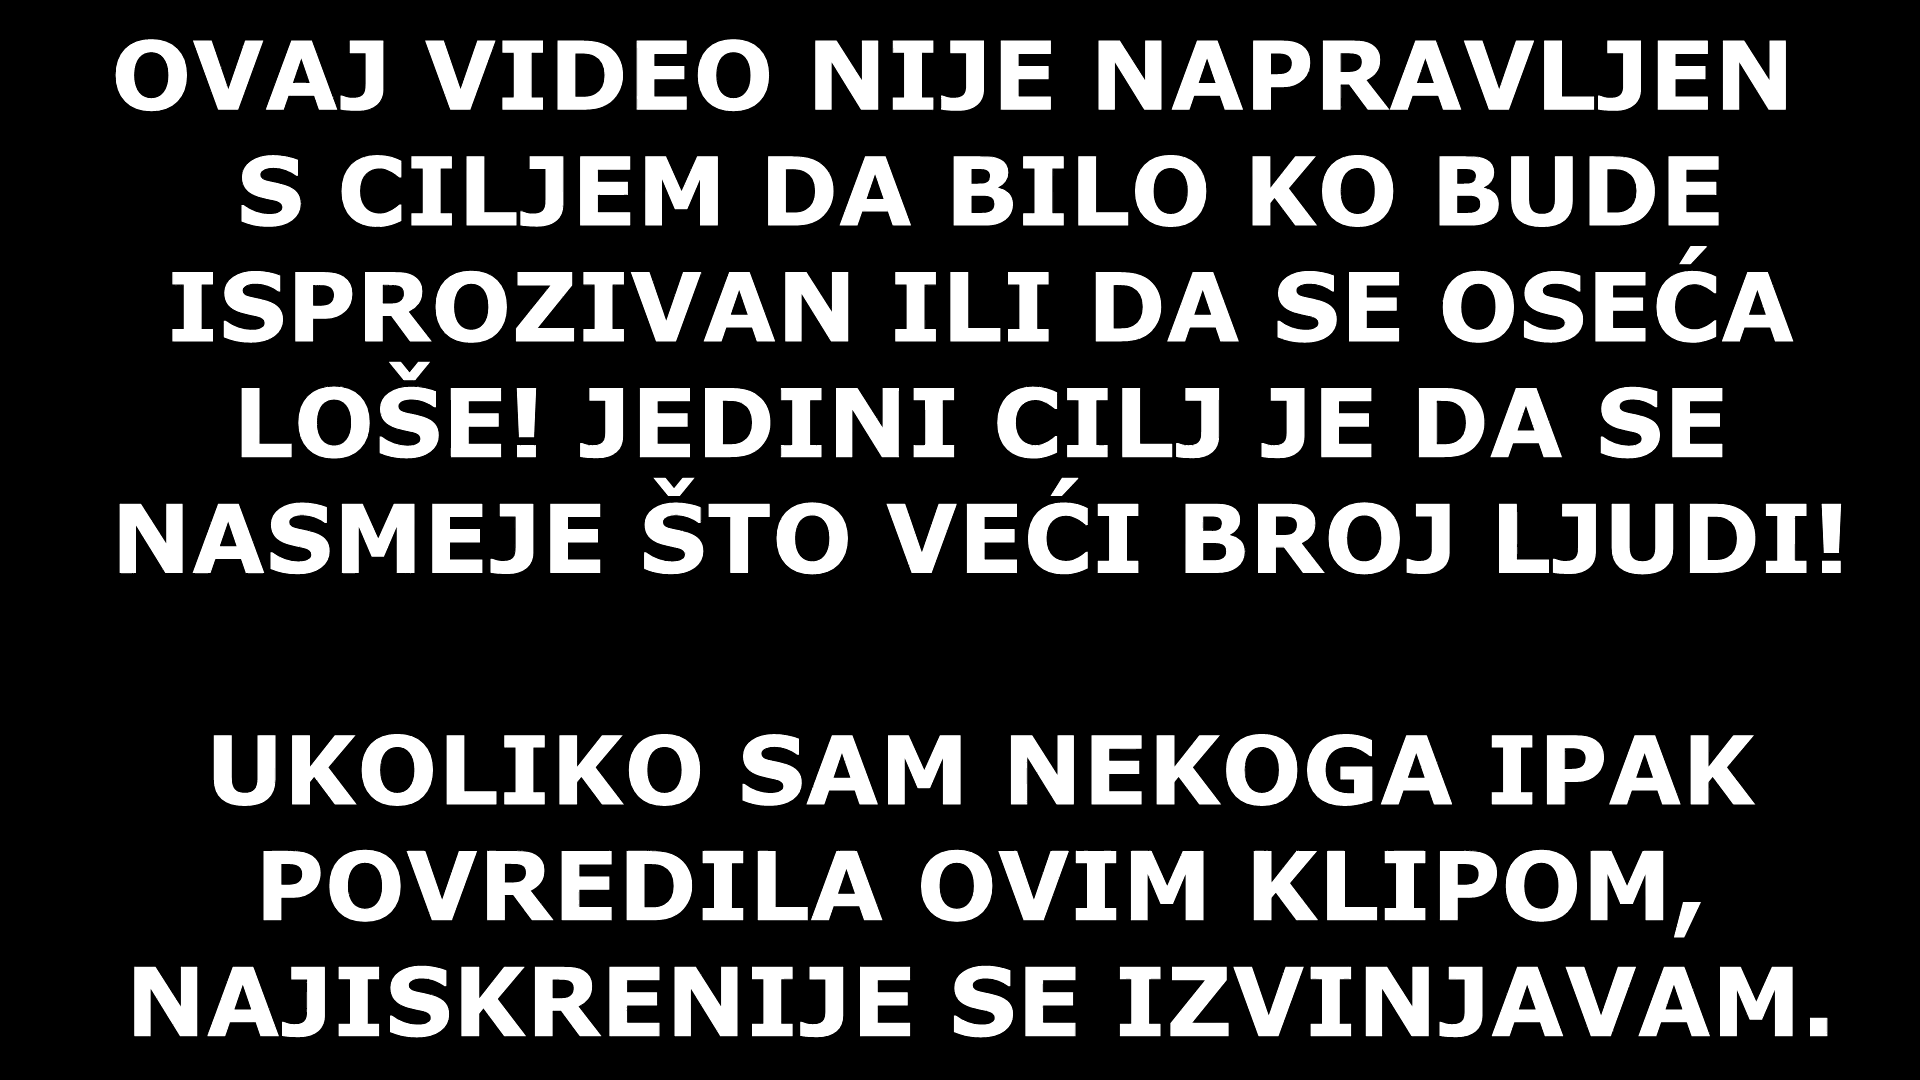 OVAJ VIDEO NIJE NAPRAVLJEN
S CILJEM DA BILO KO BUDE
ISPROZIVAN ILI DA SE OSEĆA
LOŠE! JEDINI CILJ JE DA SE
NASMEJE ŠTO VEĆI BROJ LJUDI!
UKOLIKO SAM NEKOGA IPAK
POVREDILA OVIM KLIPOM,
NAJISKRENIJE SE IZVINJAVAM.